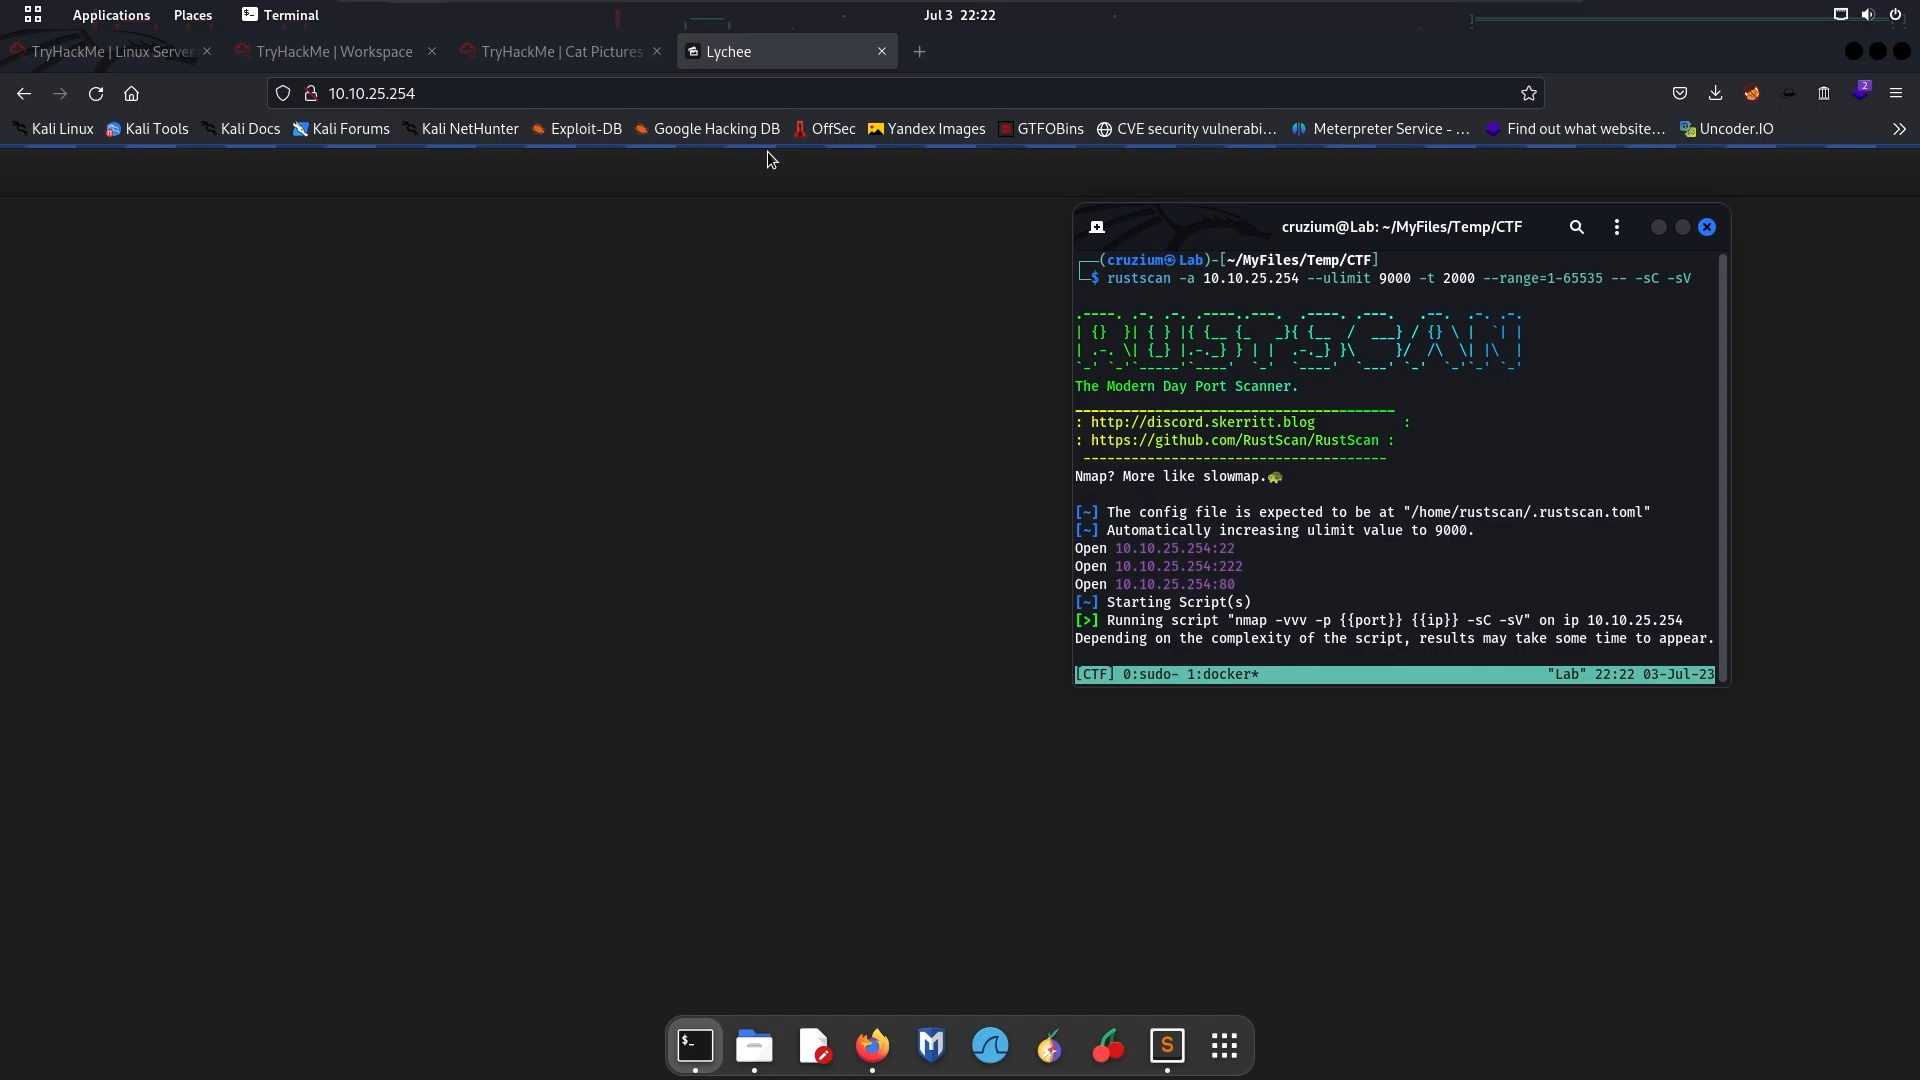 Applications Places Terminal Jul 3 22:22
TryHackMe | Linux Server TryHackMe | Workspace TryHackMe | Cat Pictures Lychee
10.10.25.254
2
Kali Linux Kali Tools Kali Docs Kali Forums Kali NetHunter Exploit-DB Google Hacking DB OffSec Yandex Images GTFOBins CVE security vulnerabi… Meterpreter Service - … Find out what website… Uncoder.IO
cruzium@Lab: ~/MyFiles/Temp/CTF
┌──(cruzium㉿Lab)-[~/MyFiles/Temp/CTF]
└─$ rustscan -a 10.10.25.254 --ulimit 9000 -t 2000 --range=1-65535 -- -sC -sV
.----. .-. .-. .----..---.  .----. .---.   .--.  .-. .-.
| {}  }| { } |{ {__ {_   _}{ {__  /  ___} / {} \ |  `| |
| .-. \| {_} |.-._} } | |  .-._} }\     }/  /\  \| |\  |
`-' `-'`-----'`----'  `-'  `----'  `---' `-'  `-'`-' `-'
The Modern Day Port Scanner.
________________________________________
: http://discord.skerritt.blog           :
: https://github.com/RustScan/RustScan :
 --------------------------------------
Nmap? More like slowmap.🐢
[~] The config file is expected to be at "/home/rustscan/.rustscan.toml"
[~] Automatically increasing ulimit value to 9000.
Open 10.10.25.254:22
Open 10.10.25.254:222
Open 10.10.25.254:80
[~] Starting Script(s)
[>] Running script "nmap -vvv -p {{port}} {{ip}} -sC -sV" on ip 10.10.25.254
Depending on the complexity of the script, results may take some time to appear.
[CTF] 0:sudo- 1:docker* "Lab" 22:22 03-Jul-23